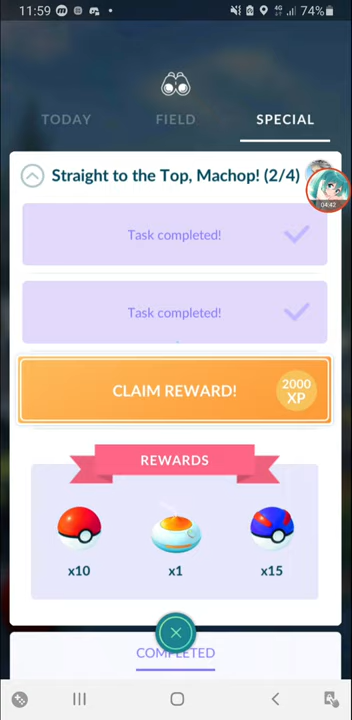 11:59
4G
74%
TODAY
FIELD
SPECIAL
Straight to the Top, Machop! (2/4)
04:42
Task completed!
Task completed!
CLAIM REWARD!
2000
XP
REWARDS
x10
x1
x15
COMPLETED